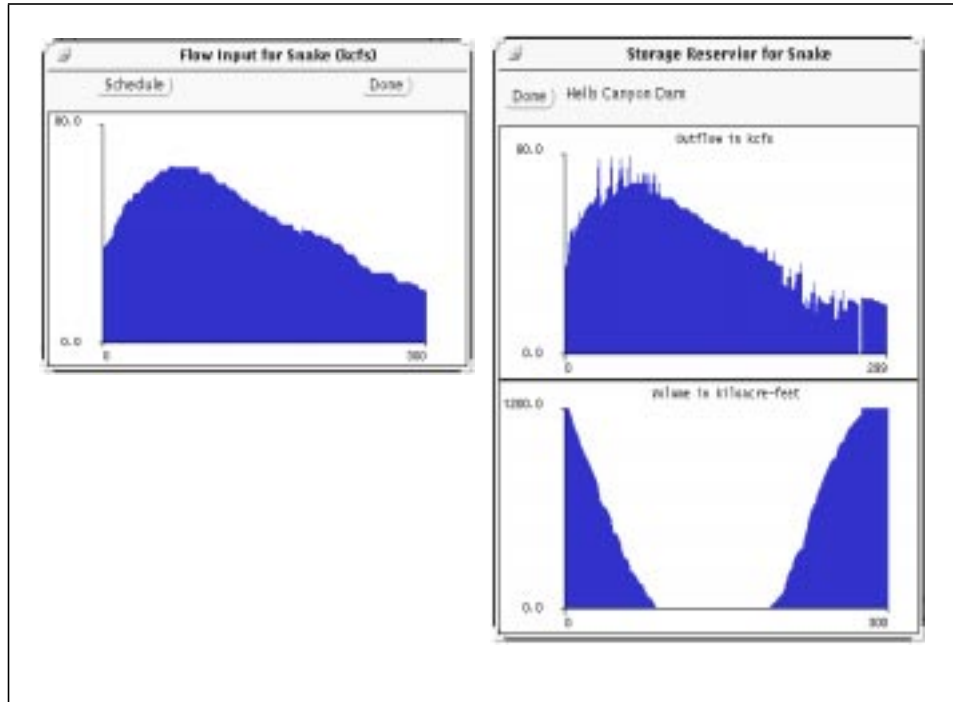 Flow Input for Snake (kcfs)
Schedule
Done
80.0
0.0
0
300
Storage Reservior for Snake
Done
Hells Canyon Dam
Outflow in kcfs
80.0
0.0
0
299
Volume in kiloacre-feet
1200.0
0.0
0
300